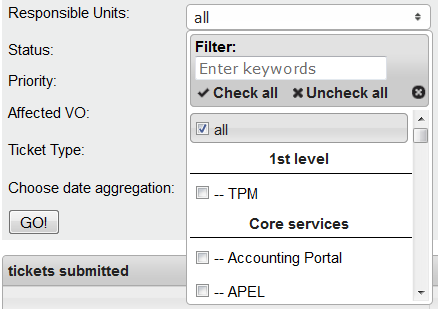 Responsible Units:
all
Filter:
Status:
Enter keywords
Priority:
Check all Uncheck all
Affected VO:
all
Ticket Type:
1st level
Choose date aggregation:
-- TPM
GO!
Core services
-- Accounting Portal
tickets submitted
-- APEL